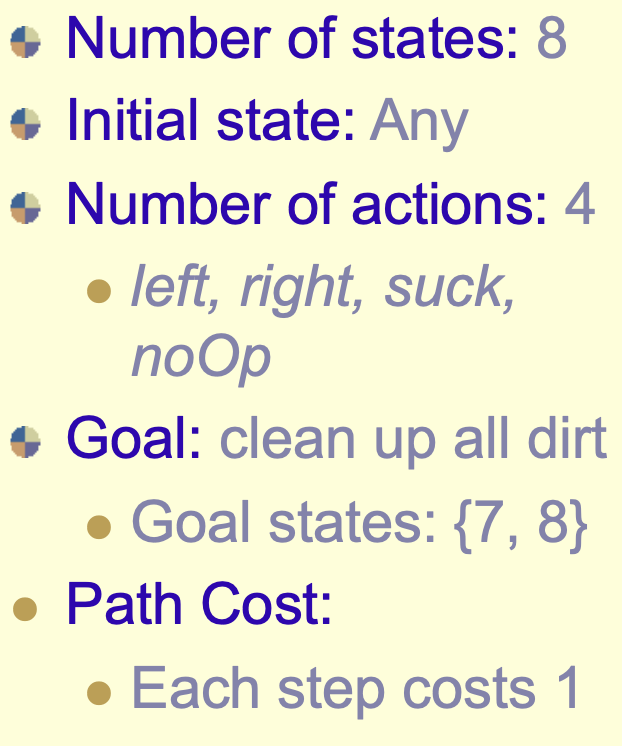 Number of states: 8
Initial state: Any
Number of actions: 4
left, right, suck,
noOp
Goal: clean up all dirt
Goal states: {7, 8}
Path Cost:
Each step costs 1